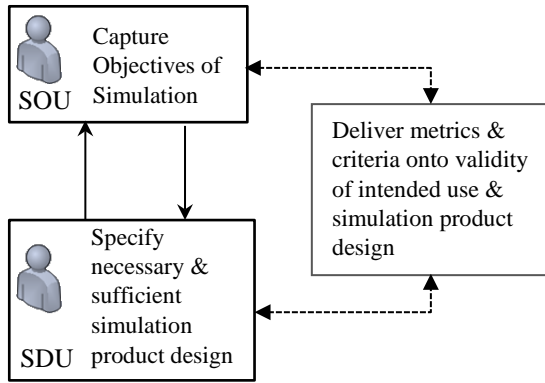 Capture
Objectives of
Simulation
SOU
Deliver metrics &
criteria onto validity
of intended use &
simulation product
design
Specify
necessary &
sufficient
simulation
product design
SDU